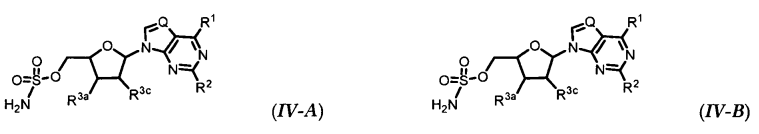 Q R¹ O N N O O S O N R² H₂N R³ᵃ R³ᶜ (IV-A)
Q R¹ O N N O O S O N R² H₂N R³ᵃ R³ᶜ (IV-B)